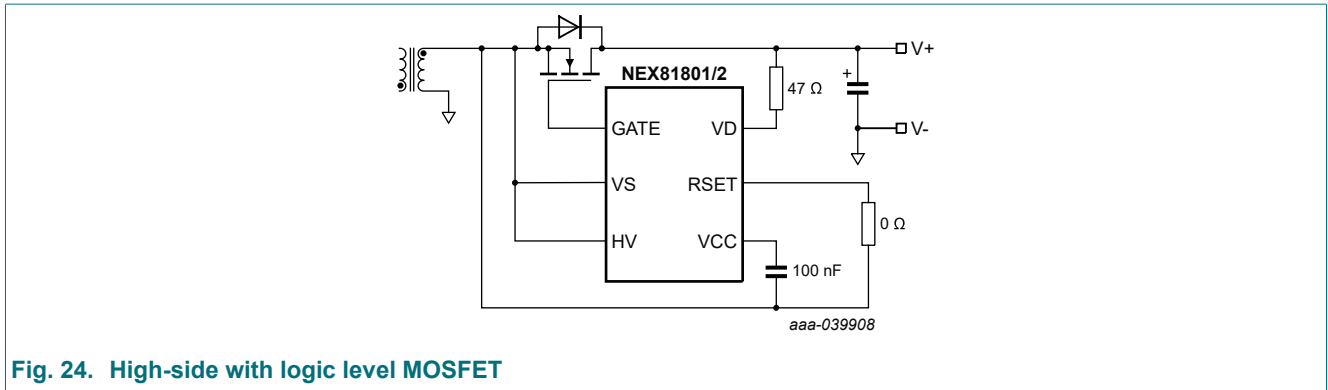 V+
NEX81801/2
47 Ω
+
GATE
VD
V-
VS
RSET
0 Ω
HV
VCC
100 nF
aaa-039908
Fig. 24. High-side with logic level MOSFET